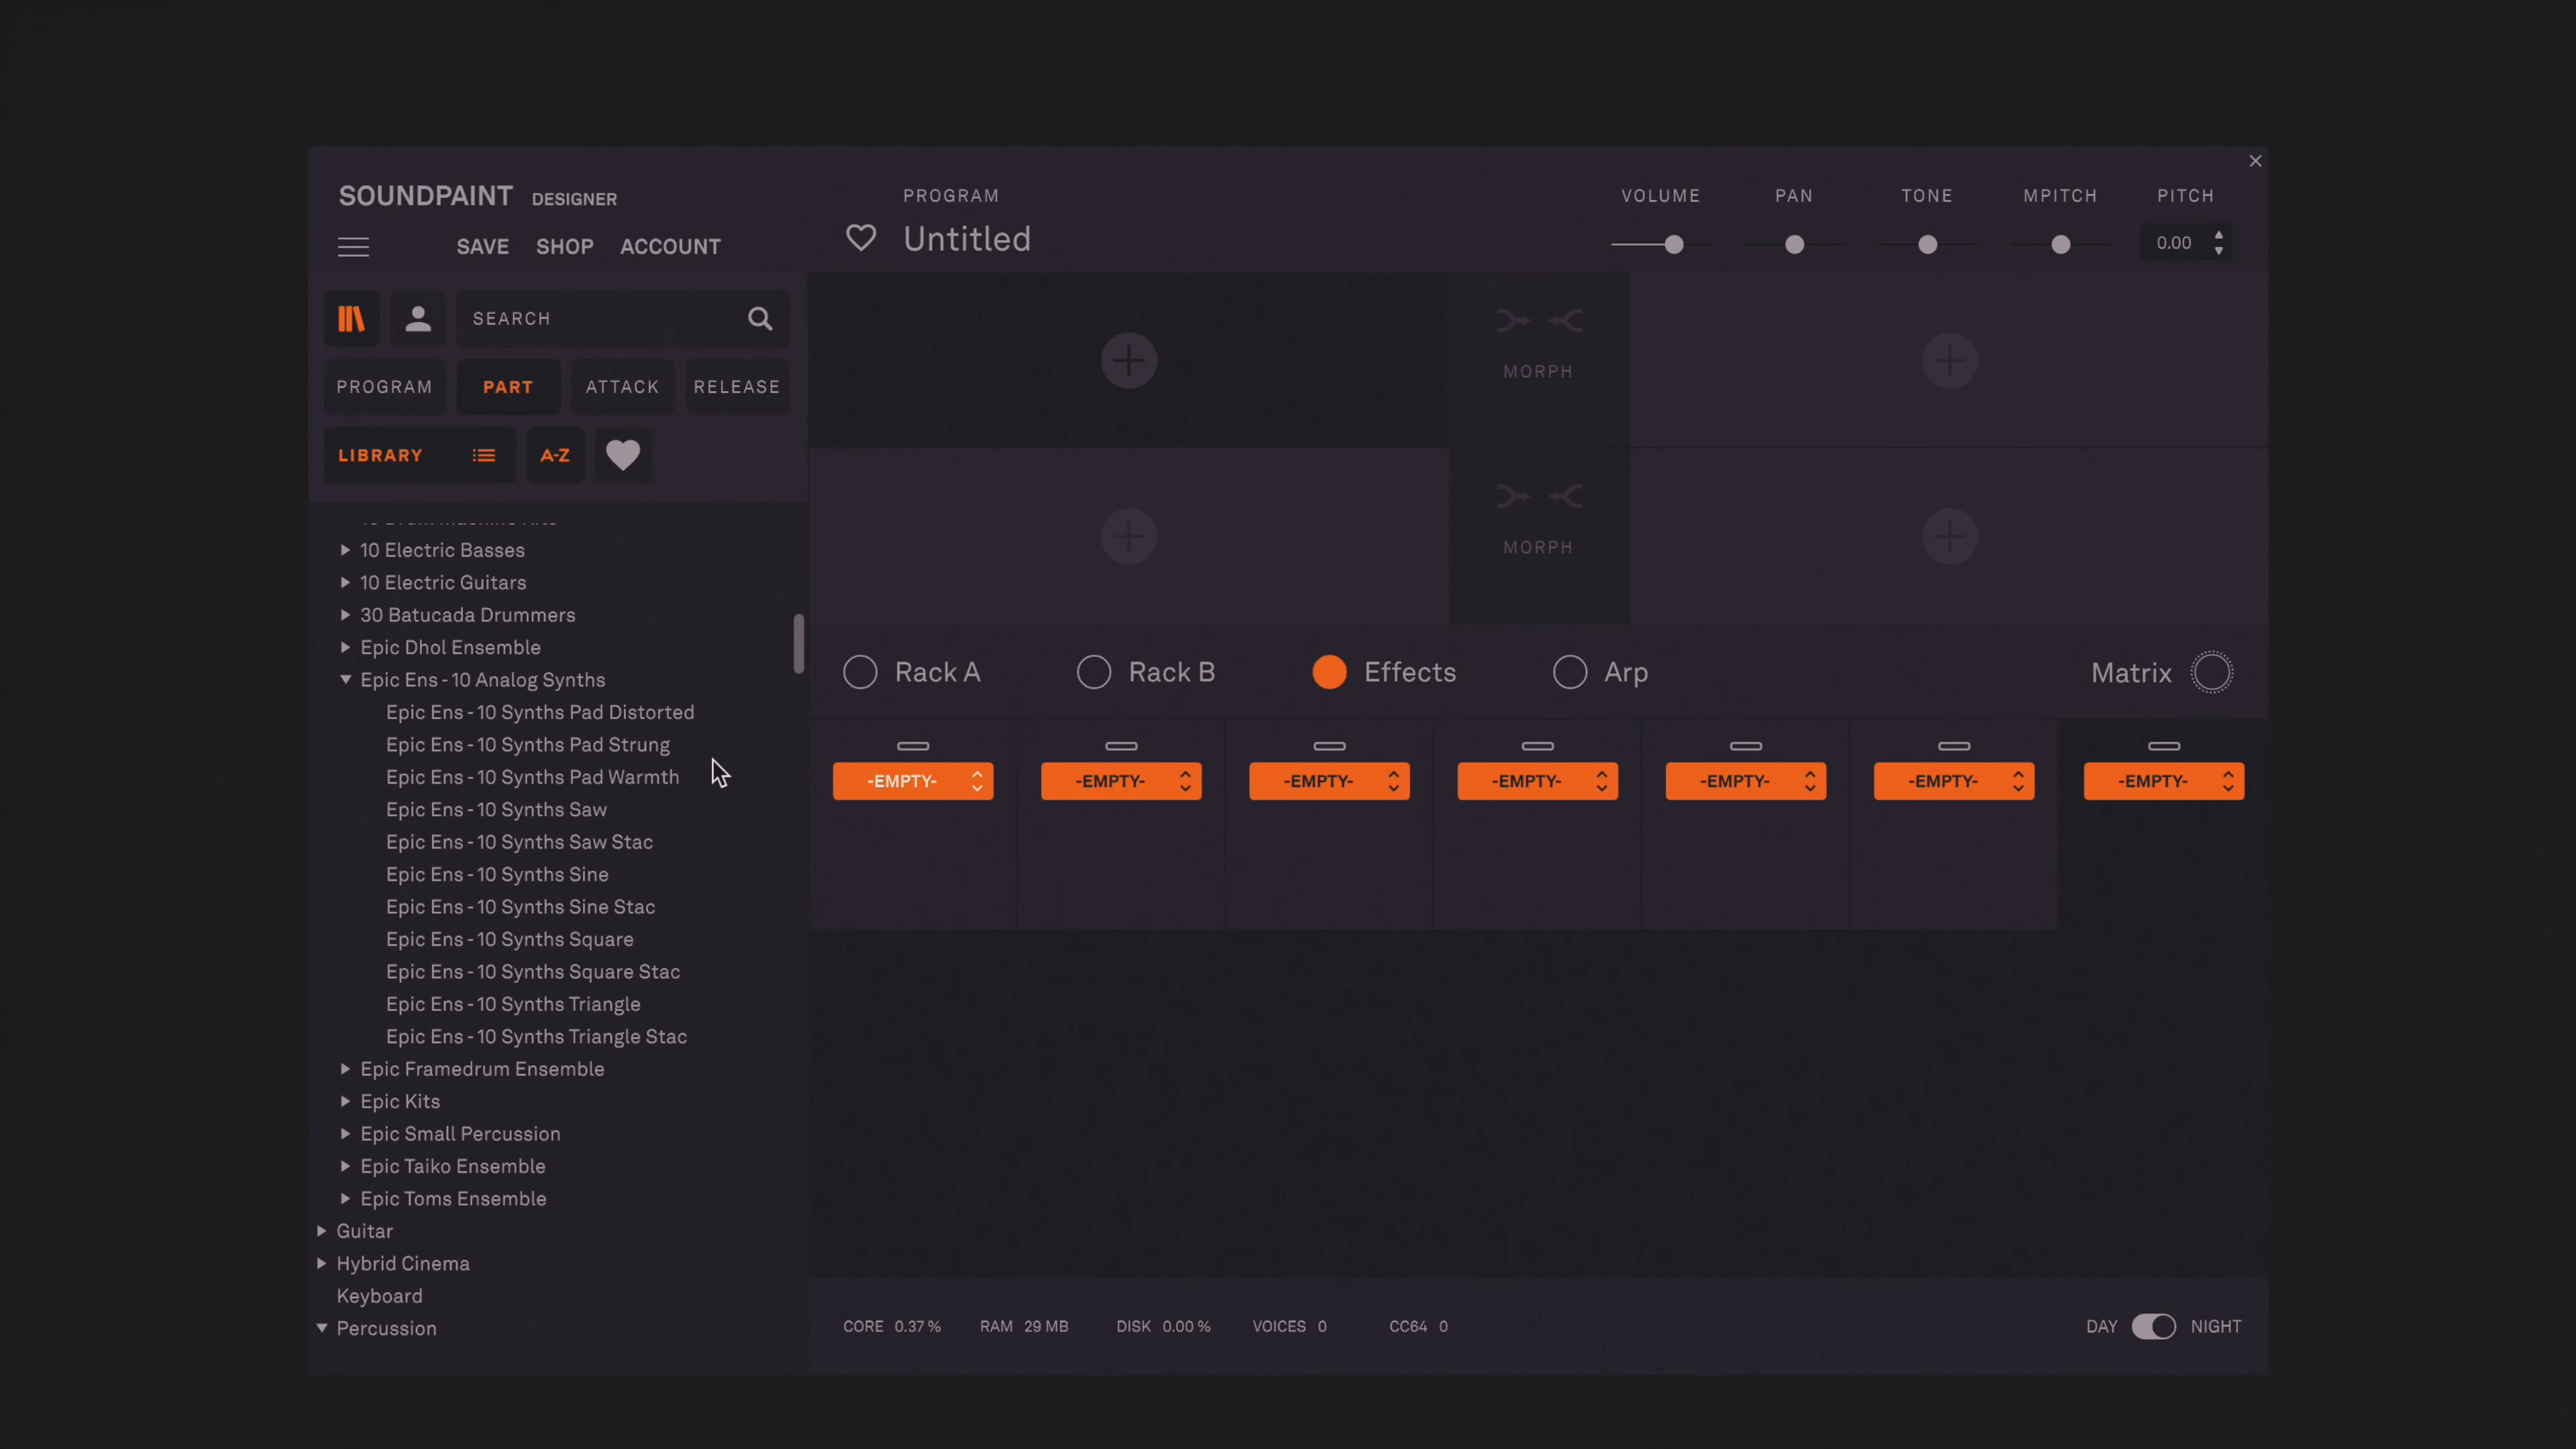 SOUNDPAINT DESIGNER
SAVE SHOP ACCOUNT
PROGRAM
Untitled
VOLUME PAN TONE MPITCH PITCH
0.00
SEARCH
PROGRAM PART ATTACK RELEASE
LIBRARY A-Z
MORPH
MORPH
10 Electric Basses
10 Electric Guitars
30 Batucada Drummers
Epic Dhol Ensemble
Epic Ens - 10 Analog Synths
Epic Ens - 10 Synths Pad Distorted
Epic Ens - 10 Synths Pad Strung
Epic Ens - 10 Synths Pad Warmth
Epic Ens - 10 Synths Saw
Epic Ens - 10 Synths Saw Stac
Epic Ens - 10 Synths Sine
Epic Ens - 10 Synths Sine Stac
Epic Ens - 10 Synths Square
Epic Ens - 10 Synths Square Stac
Epic Ens - 10 Synths Triangle
Epic Ens - 10 Synths Triangle Stac
Epic Framedrum Ensemble
Epic Kits
Epic Small Percussion
Epic Taiko Ensemble
Epic Toms Ensemble
Guitar
Hybrid Cinema
Keyboard
Percussion
Rack A Rack B Effects Arp Matrix
-EMPTY- -EMPTY- -EMPTY- -EMPTY- -EMPTY- -EMPTY- -EMPTY-
CORE 0.37 % RAM 29 MB DISK 0.00 % VOICES 0 CC64 0
DAY NIGHT